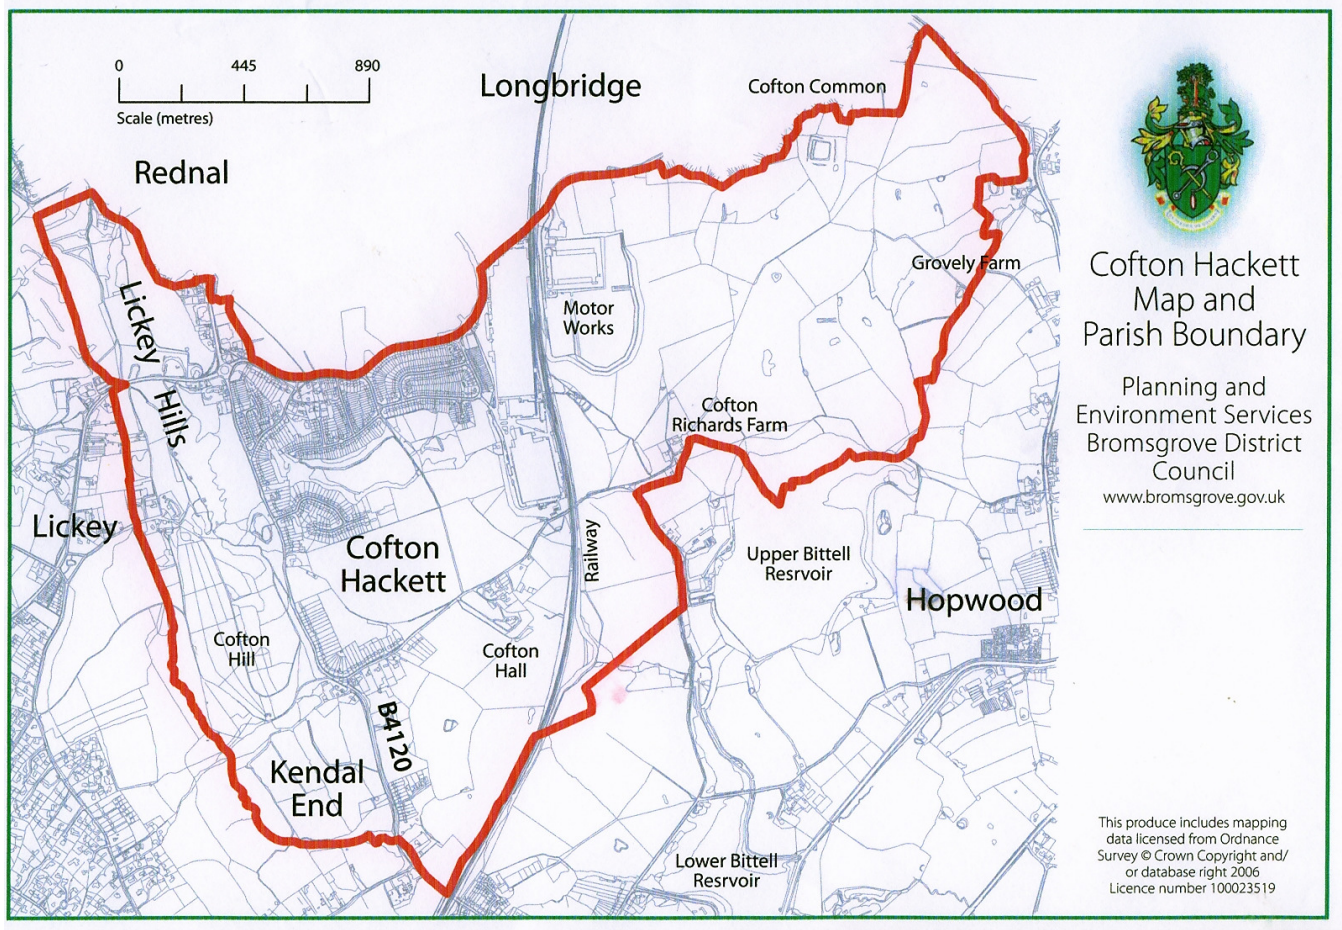 0 445 890
Scale (metres)
Longbridge
Cofton Common
Rednal
Lickey
Hills
Grovely Farm
Motor
Works
Cofton
Richards Farm
Lickey
Cofton
Hackett
Railway
Upper Bittell
Resrvoir
Hopwood
Cofton
Hill
Cofton
Hall
B4120
Kendal
End
Lower Bittell
Resrvoir
Cofton Hackett
Map and
Parish Boundary
Planning and
Environment Services
Bromsgrove District
Council
www.bromsgrove.gov.uk
This produce includes mapping
data licensed from Ordnance
Survey © Crown Copyright and/
or database right 2006
Licence number 100023519